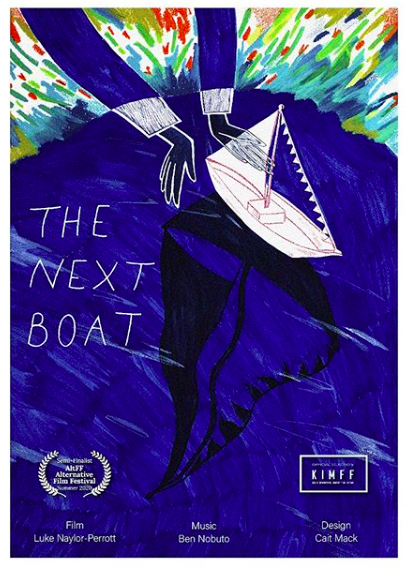 THE
NEXT
BOAT
Semi-Finalist
AltFF
Alternative
Film Festival
Summer 2020
KIMFF
Film
Luke Naylor-Perrott
Music
Ben Nobuto
Design
Cait Mack